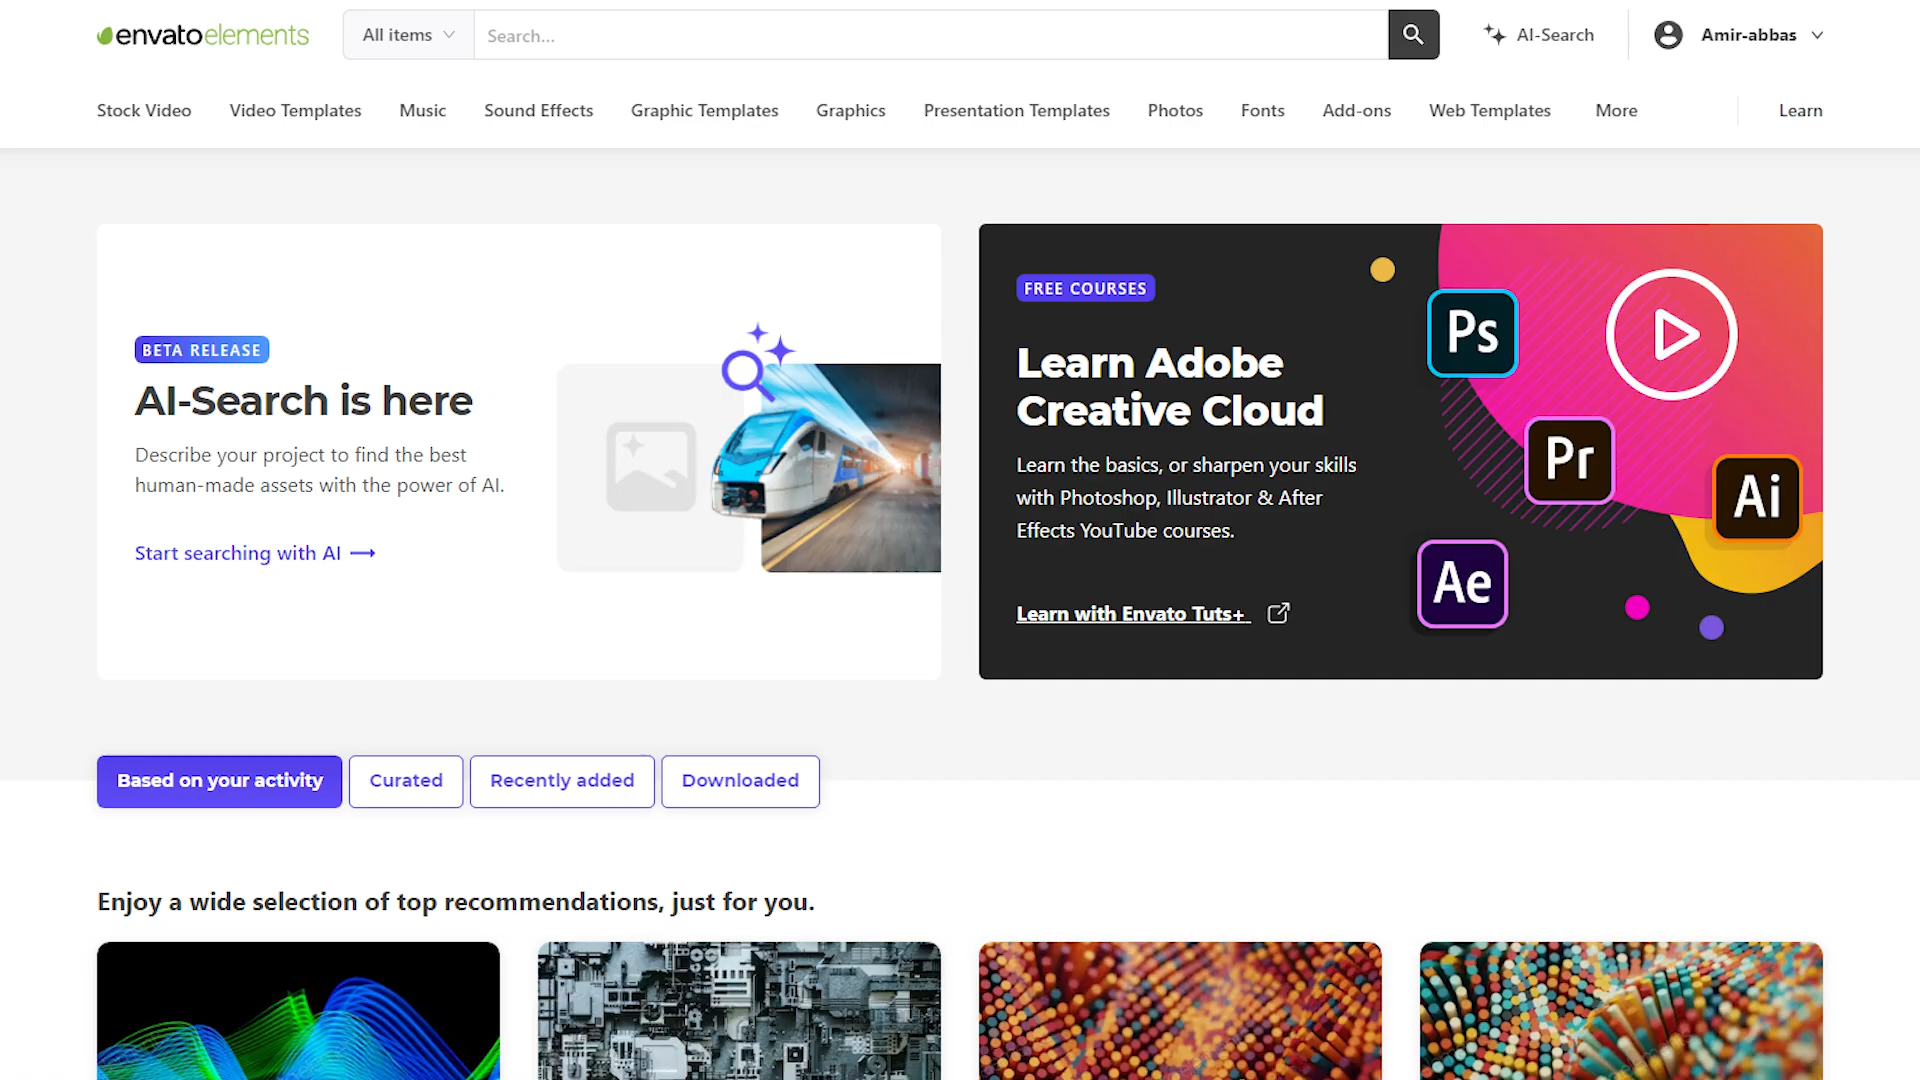 envatoelements
All items
Search...
AI-Search
Amir-abbas
Stock Video
Video Templates
Music
Sound Effects
Graphic Templates
Graphics
Presentation Templates
Photos
Fonts
Add-ons
Web Templates
More
Learn
BETA RELEASE
AI-Search is here
Describe your project to find the best
human-made assets with the power of AI.
Start searching with AI
FREE COURSES
Learn Adobe
Creative Cloud
Learn the basics, or sharpen your skills
with Photoshop, Illustrator & After
Effects YouTube courses.
Learn with Envato Tuts+
Ps
Pr
Ai
Ae
Based on your activity
Curated
Recently added
Downloaded
Enjoy a wide selection of top recommendations, just for you.